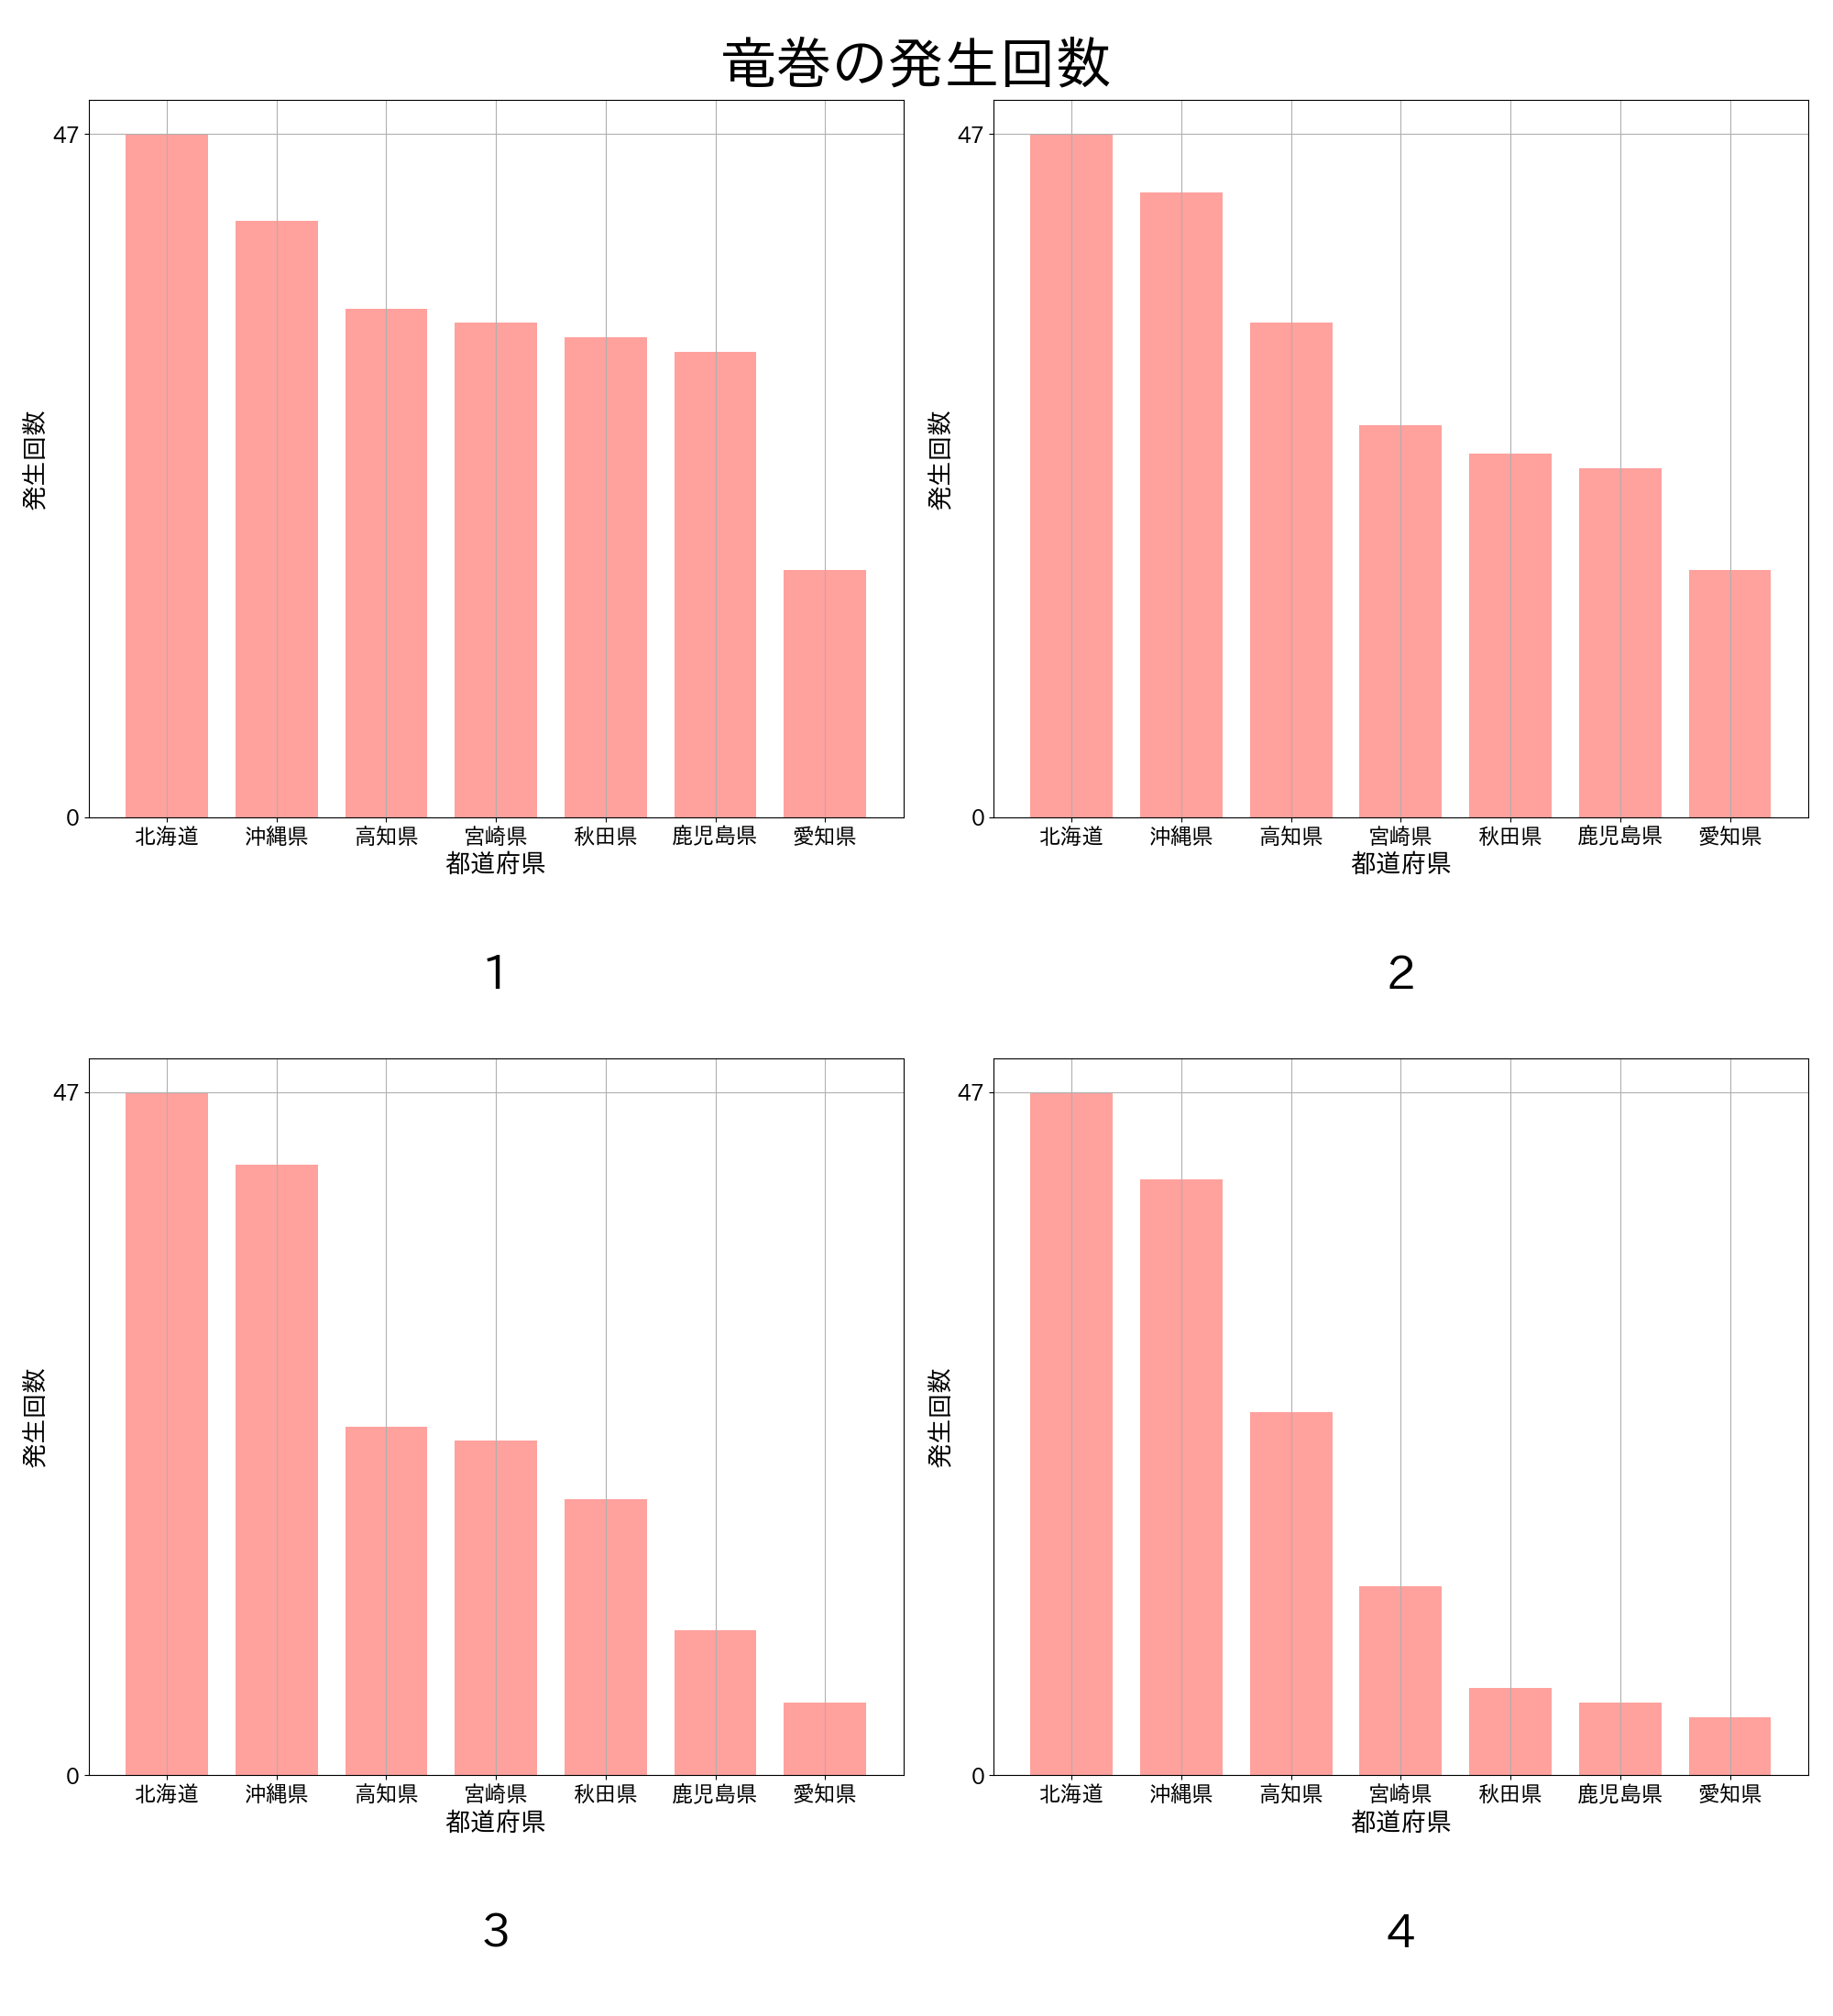 竜巻の発生回数
47
0
発生回数
北海道 沖縄県 高知県 宮崎県 秋田県 鹿児島県 愛知県
都道府県
1
47
0
発生回数
北海道 沖縄県 高知県 宮崎県 秋田県 鹿児島県 愛知県
都道府県
2
47
0
発生回数
北海道 沖縄県 高知県 宮崎県 秋田県 鹿児島県 愛知県
都道府県
3
47
0
発生回数
北海道 沖縄県 高知県 宮崎県 秋田県 鹿児島県 愛知県
都道府県
4